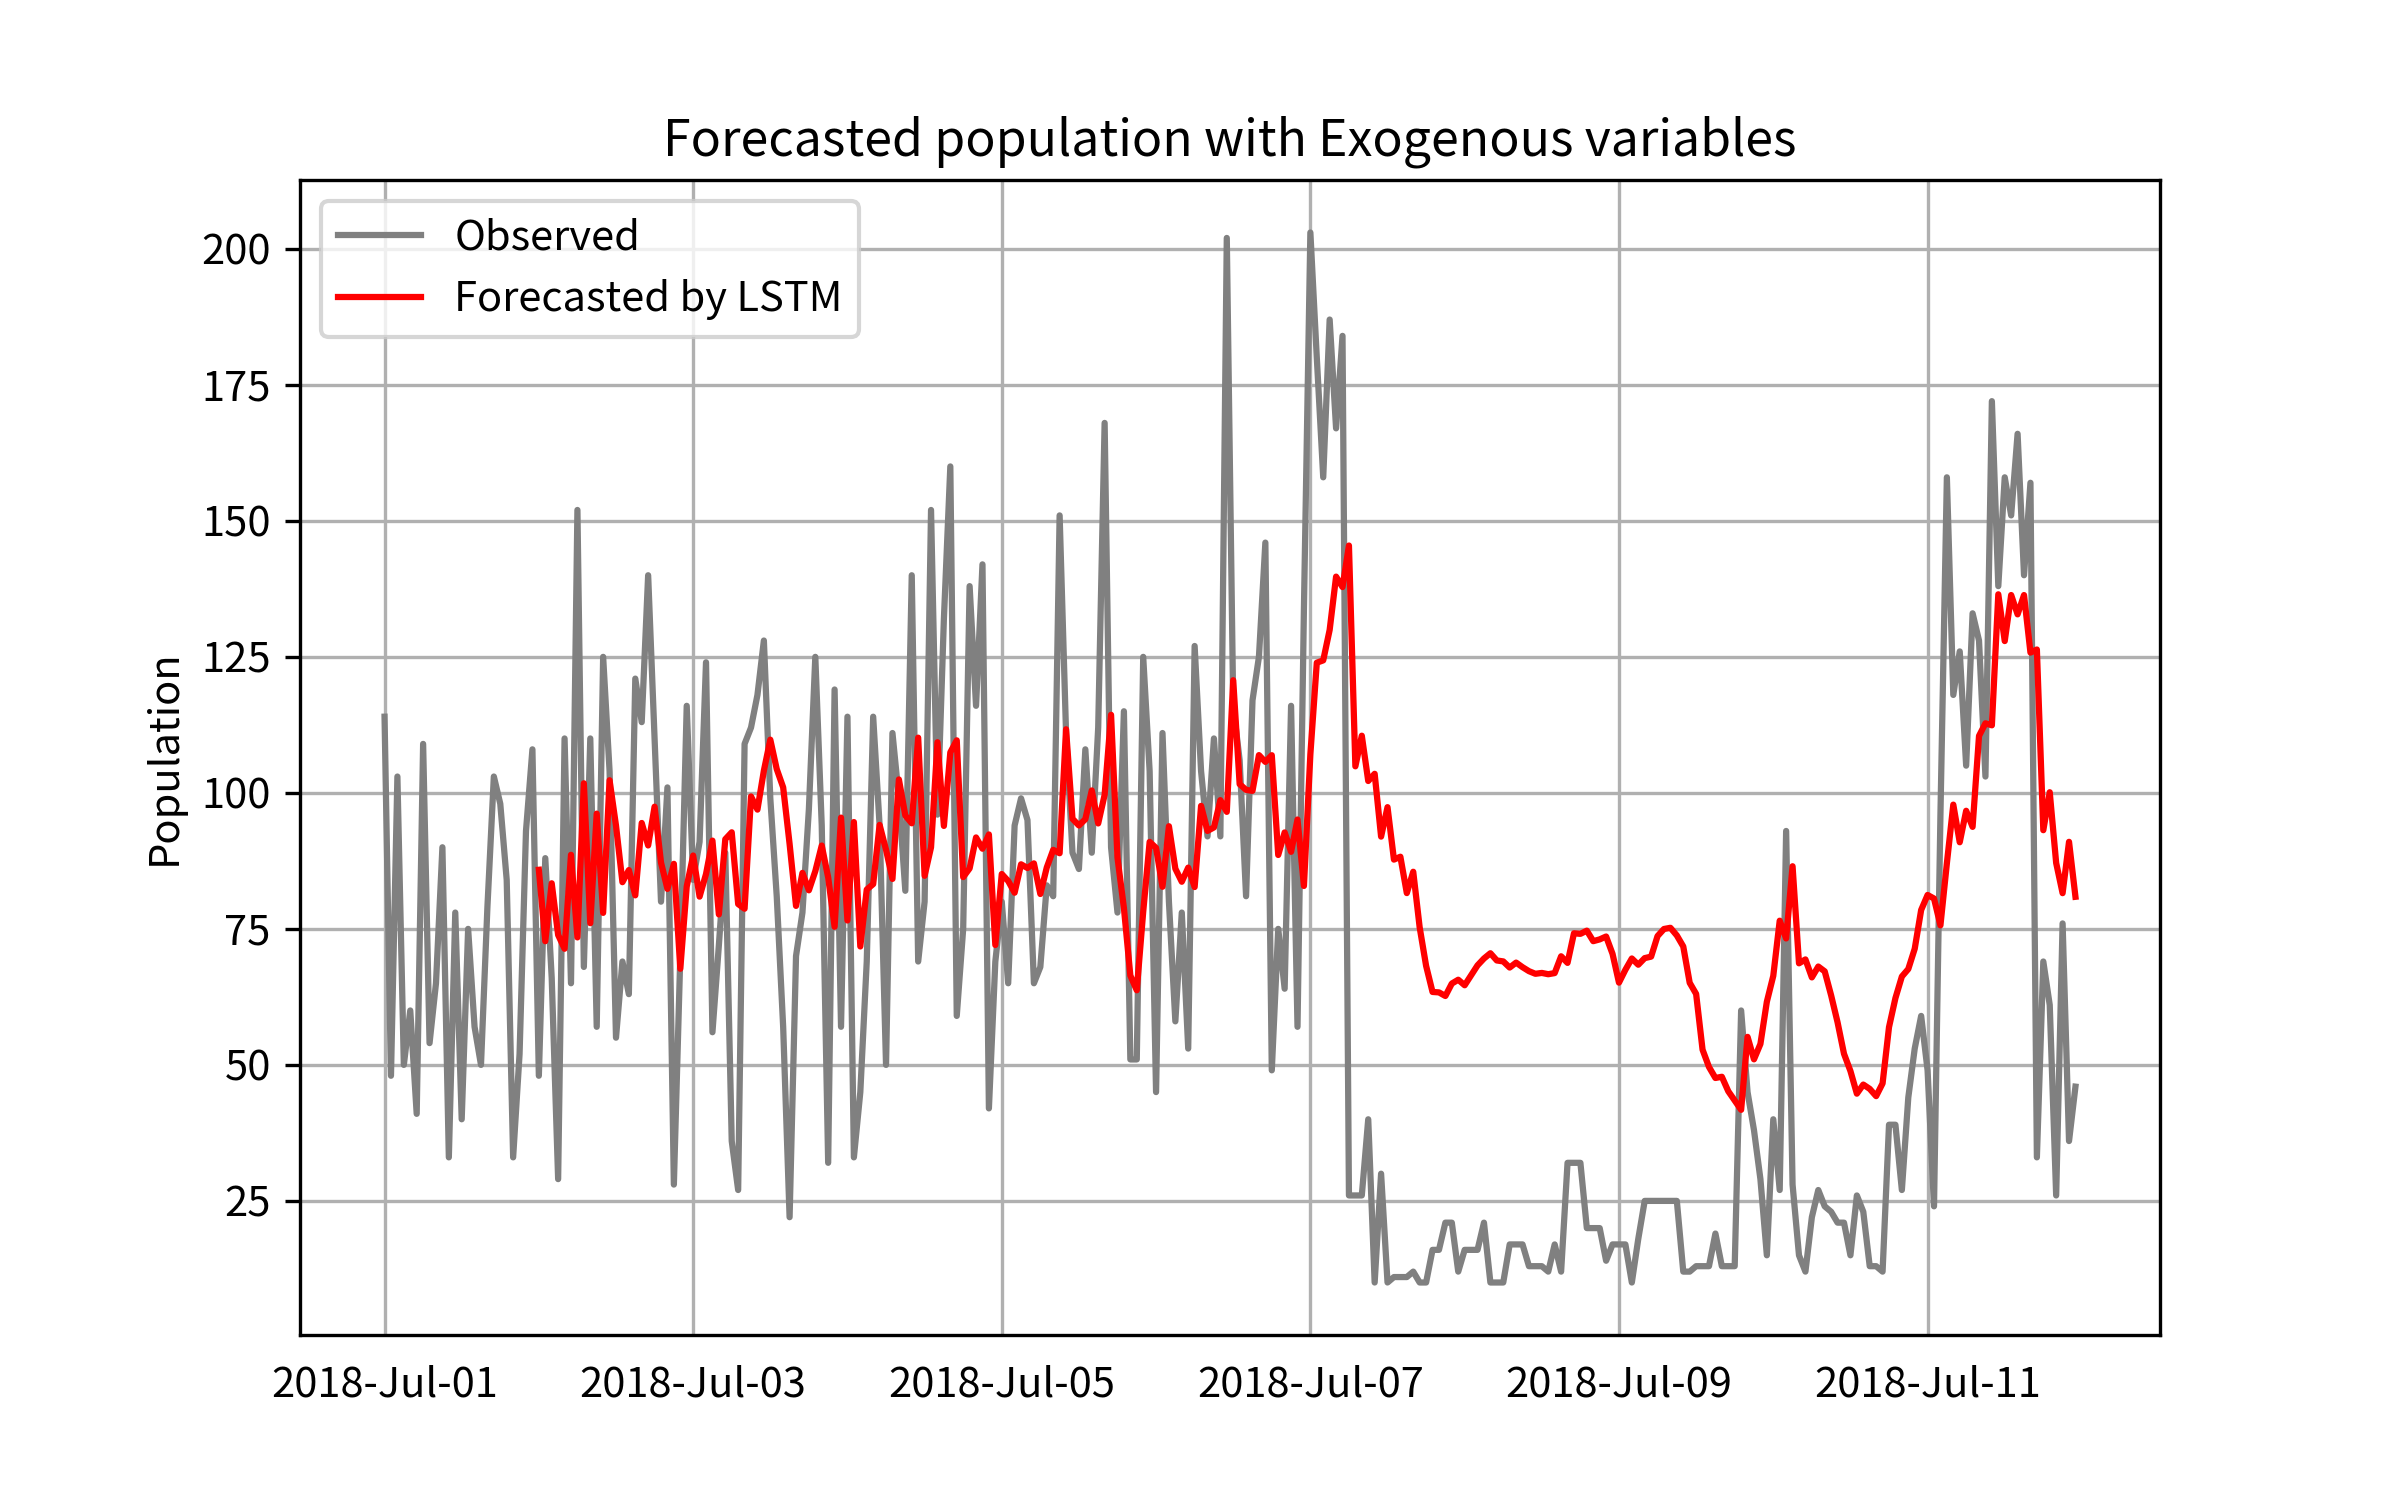 Forecasted population with Exogenous variables
Observed
Forecasted by LSTM
Population
200
175
150
125
100
75
50
25
2018-Jul-01
2018-Jul-03
2018-Jul-05
2018-Jul-07
2018-Jul-09
2018-Jul-11